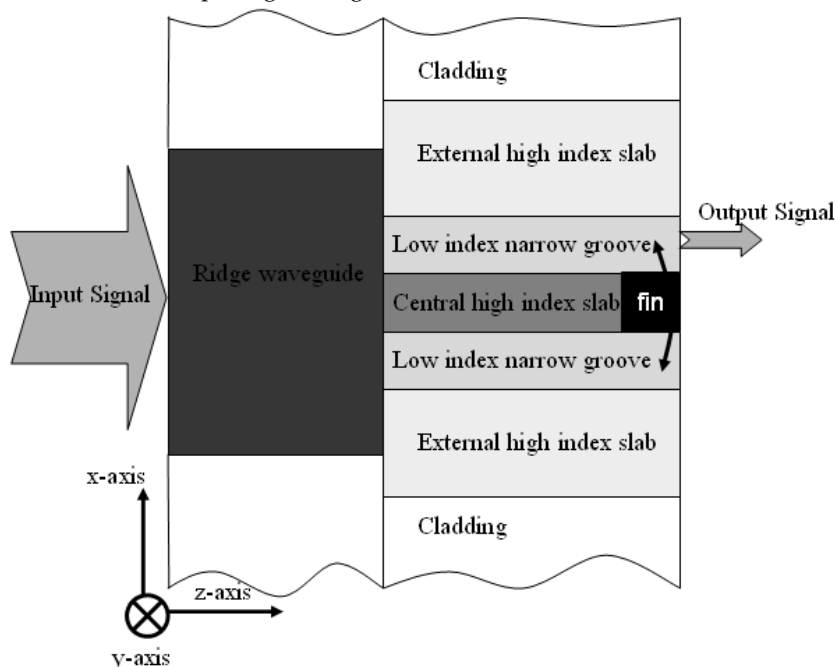 Cladding
External high index slab
Output Signal
Low index narrow groove
Ridge waveguide
Input Signal
Central high index slab
fin
Low index narrow groove
External high index slab
x-axis
Cladding
z-axis
y-axis